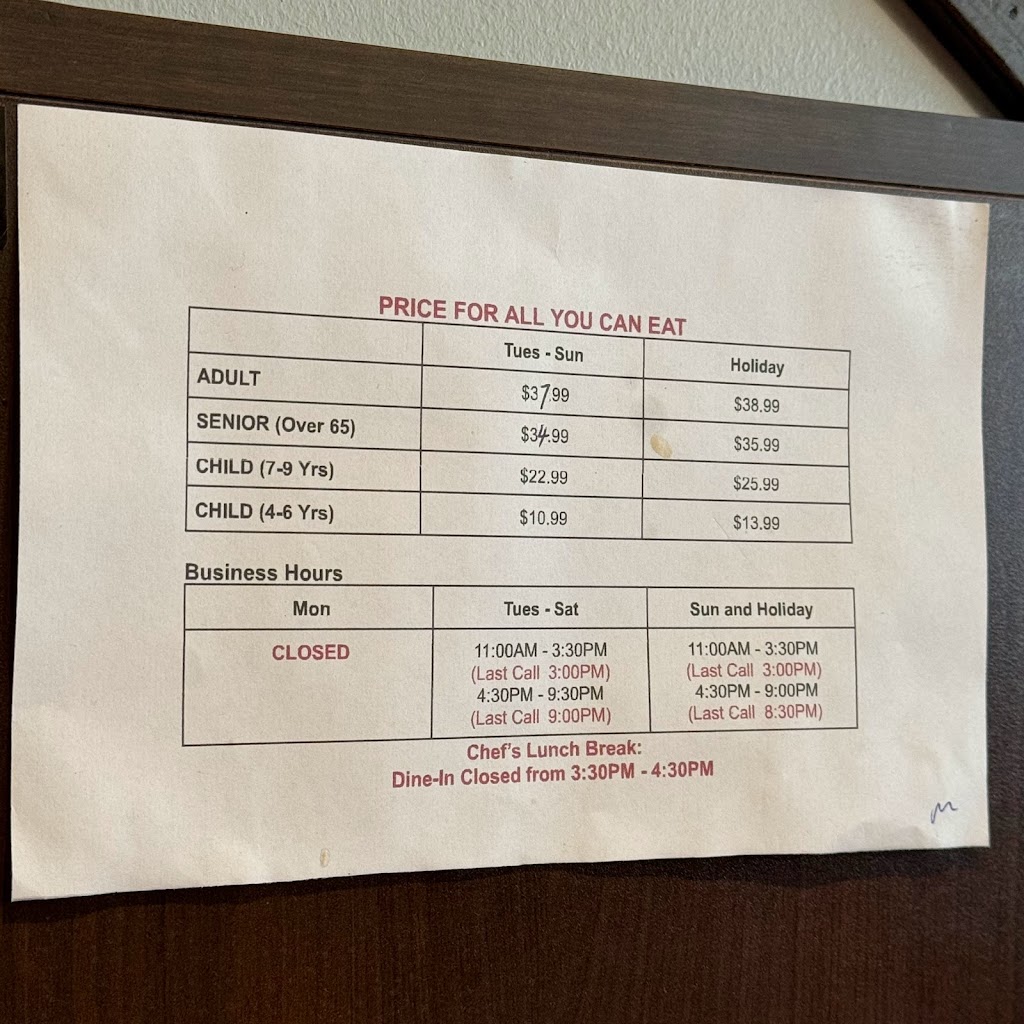 PRICE FOR ALL YOU CAN EAT
Tues - Sun Holiday
ADULT $37.99 $38.99
SENIOR (Over 65) $34.99 $35.99
CHILD (7-9 Yrs) $22.99 $25.99
CHILD (4-6 Yrs) $10.99 $13.99
Business Hours
Mon Tues - Sat Sun and Holiday
CLOSED 11:00AM - 3:30PM 11:00AM - 3:30PM
(Last Call 3:00PM) (Last Call 3:00PM)
4:30PM - 9:30PM 4:30PM - 9:00PM
(Last Call 9:00PM) (Last Call 8:30PM)
Chef's Lunch Break:
Dine-In Closed from 3:30PM - 4:30PM